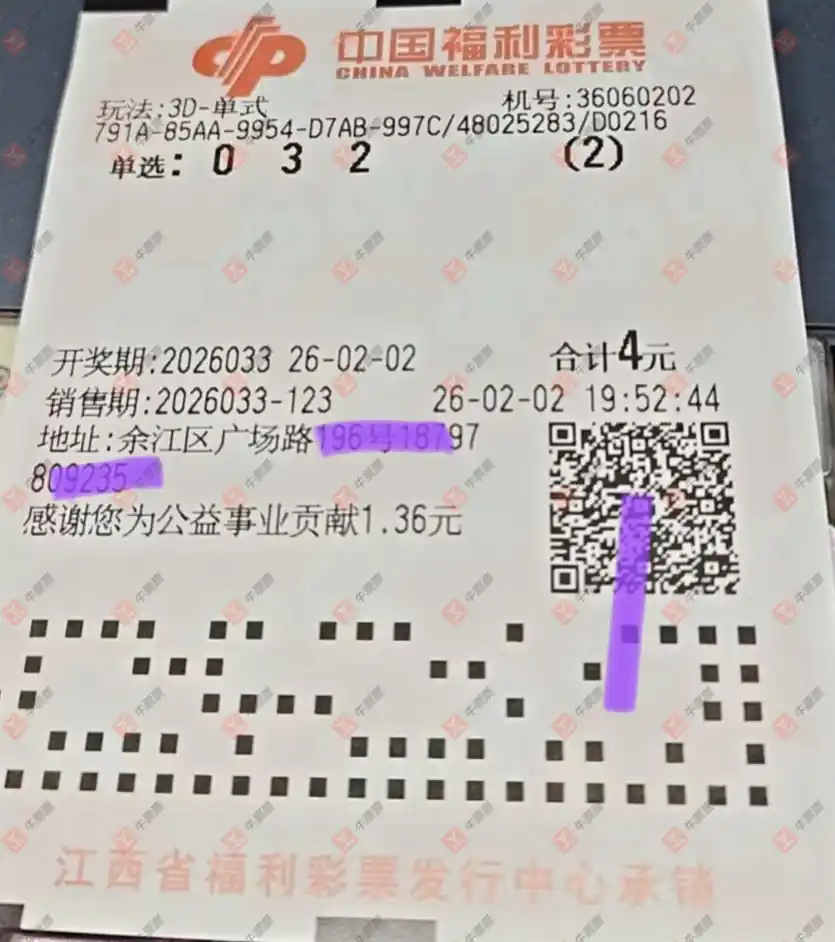 中国福利彩票
CHINA WELFARE LOTTERY
玩法:3D-单式 机号:36060202
791A-85AA-9954-D7AB-997C/48025283/D0216
单选: 0 3 2 (2)
开奖期:2026033 26-02-02 合计4元
销售期:2026033-123 26-02-02 19:52:44
地址:余江区广场路196号18797
809235
感谢您为公益事业贡献1.36元
江西省福利彩票发行中心承销